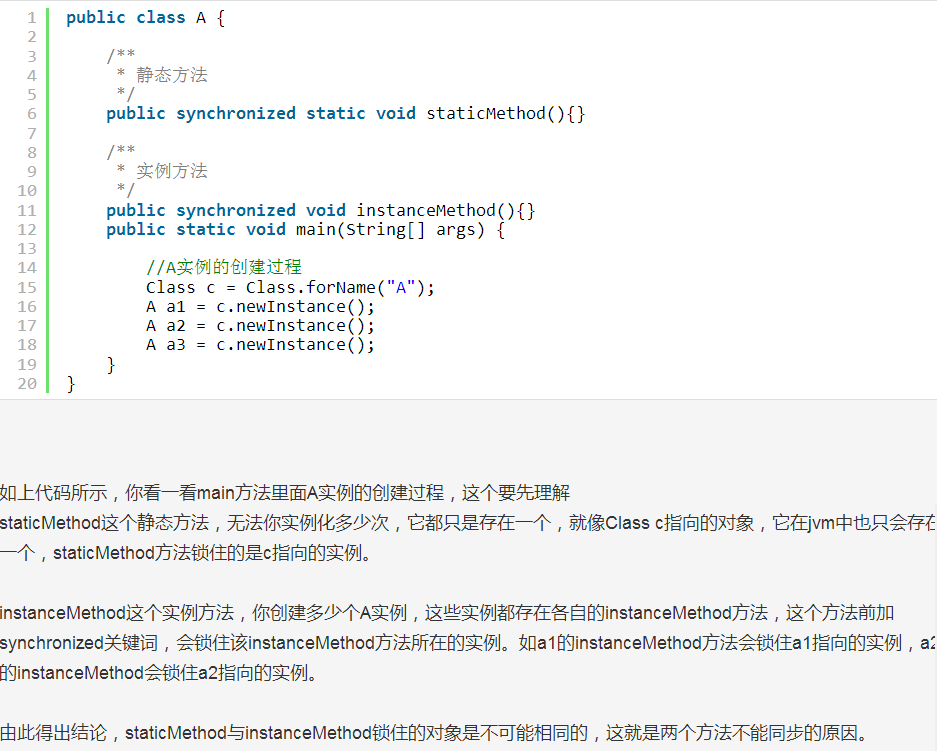 1 public class A {
2
3 /**
4 * 静态方法
5 */
6 public synchronized static void staticMethod(){}
7
8 /**
9 * 实例方法
10 */
11 public synchronized void instanceMethod(){}
12 public static void main(String[] args) {
13
14 //A实例的创建过程
15 Class c = Class.forName("A");
16 A a1 = c.newInstance();
17 A a2 = c.newInstance();
18 A a3 = c.newInstance();
19 }
20 }
如上代码所示，你看一看main方法里面A实例的创建过程，这个要先理解
staticMethod这个静态方法，无法你实例化多少次，它都只是存在一个，就像Class c指向的对象，它在jvm中也只会存在
一个，staticMethod方法锁住的是c指向的实例。
instanceMethod这个实例方法，你创建多少个A实例，这些实例都存在各自的instanceMethod方法，这个方法前加
synchronized关键词，会锁住该instanceMethod方法所在的实例。如a1的instanceMethod方法会锁住a1指向的实例，a2
的instanceMethod会锁住a2指向的实例。
由此得出结论，staticMethod与instanceMethod锁住的对象是不可能相同的，这就是两个方法不能同步的原因。